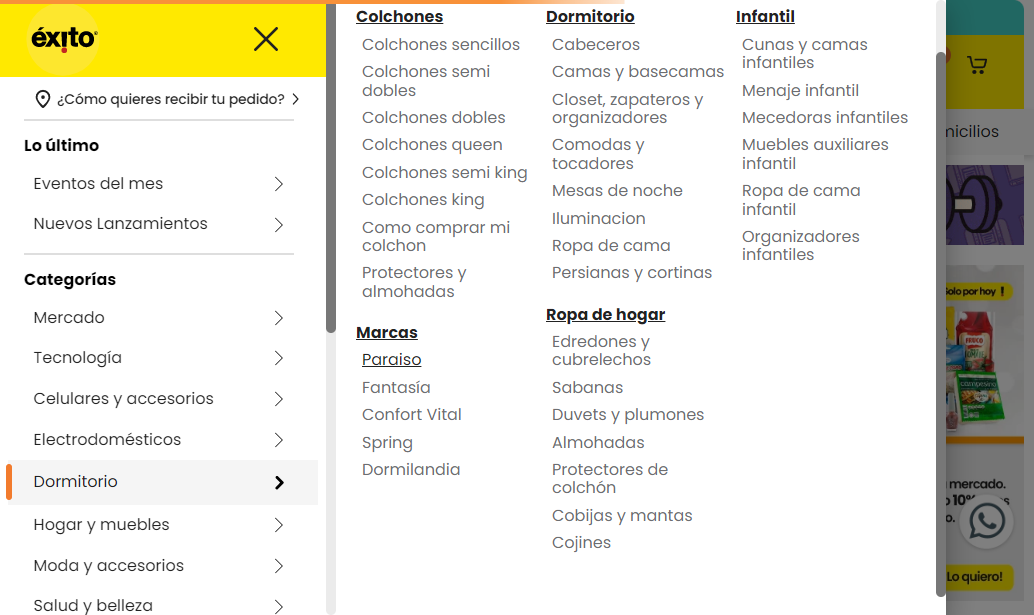 éxito
¿Cómo quieres recibir tu pedido?
Lo último
Eventos del mes
Nuevos Lanzamientos
Categorías
Mercado
Tecnología
Celulares y accesorios
Electrodomésticos
Dormitorio
Hogar y muebles
Moda y accesorios
Salud y belleza
Colchones
Colchones sencillos
Colchones semi
dobles
Colchones dobles
Colchones queen
Colchones semi king
Colchones king
Como comprar mi
colchon
Protectores y
almohadas
Marcas
Paraiso
Fantasía
Confort Vital
Spring
Dormilandia
Dormitorio
Cabeceros
Camas y basecamas
Closet, zapateros y
organizadores
Comodas y
tocadores
Mesas de noche
Iluminacion
Ropa de cama
Persianas y cortinas
Ropa de hogar
Edredones y
cubrelechos
Sabanas
Duvets y plumones
Almohadas
Protectores de
colchón
Cobijas y mantas
Cojines
Infantil
Cunas y camas
infantiles
Menaje infantil
Mecedoras infantiles
Muebles auxiliares
infantil
Ropa de cama
infantil
Organizadores
infantiles
micilios
Solo por hoy !
mercado.
10%
Lo quiero!